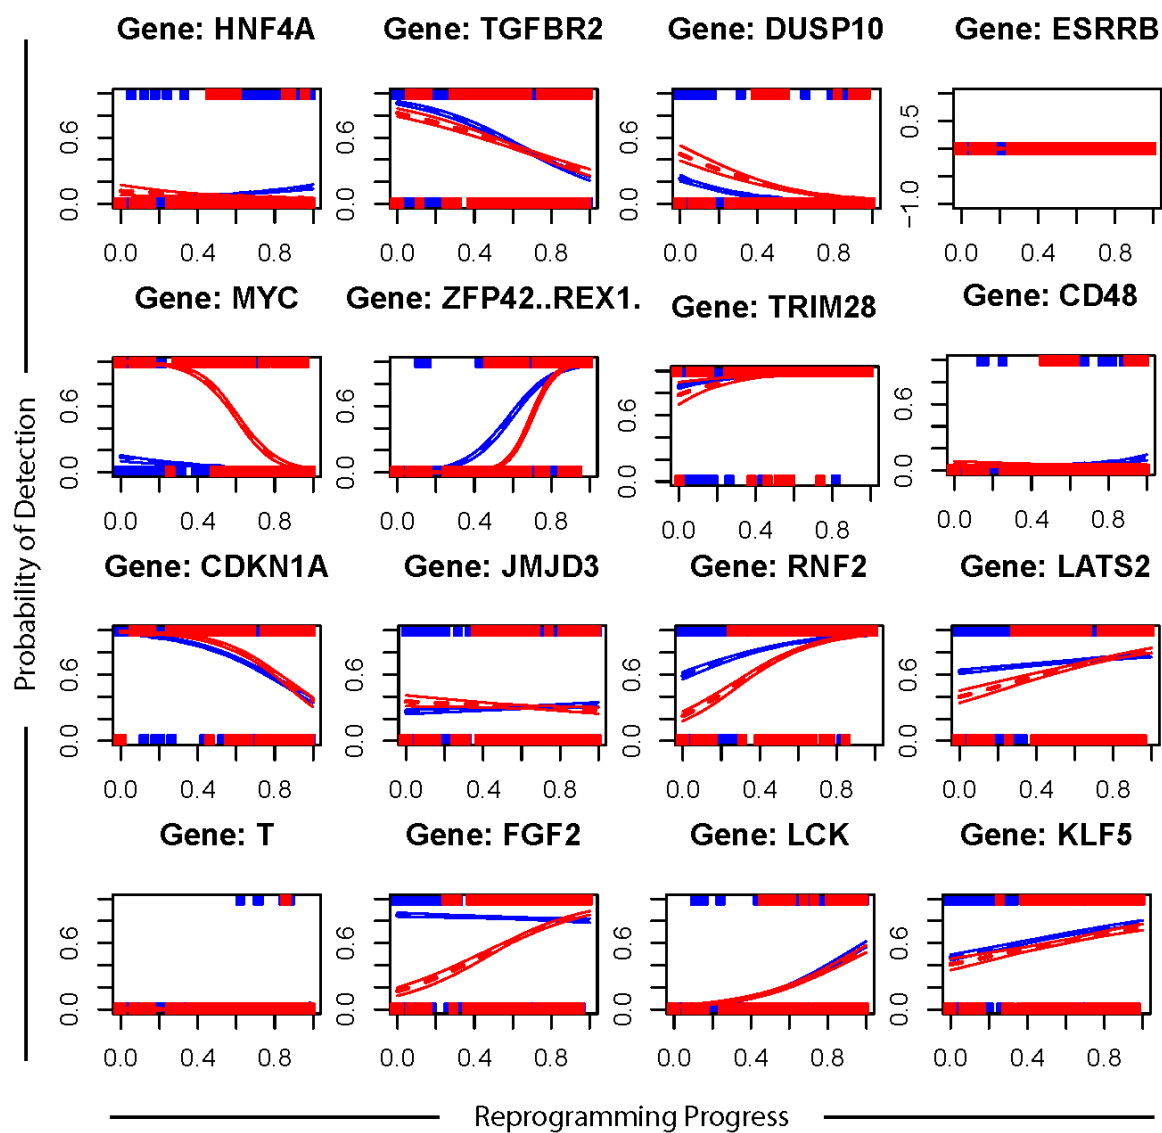 Gene: HNF4A Gene: TGFBR2 Gene: DUSP10 Gene: ESRRB
0.6 0.6 0.6 0.5
0.0 0.0 0.0 −1.0
0.0 0.4 0.8 0.0 0.4 0.8 0.0 0.4 0.8 0.0 0.4 0.8
Gene: MYC Gene: ZFP42..REX1. Gene: TRIM28 Gene: CD48
0.6 0.6 0.6 0.6
0.0 0.0 0.0 0.0
0.0 0.4 0.8 0.0 0.4 0.8 0.0 0.4 0.8 0.0 0.4 0.8
Gene: CDKN1A Gene: JMJD3 Gene: RNF2 Gene: LATS2
0.6 0.6 0.6 0.6
0.0 0.0 0.0 0.0
0.0 0.4 0.8 0.0 0.4 0.8 0.0 0.4 0.8 0.0 0.4 0.8
Gene: T Gene: FGF2 Gene: LCK Gene: KLF5
0.6 0.6 0.6 0.6
0.0 0.0 0.0 0.0
0.0 0.4 0.8 0.0 0.4 0.8 0.0 0.4 0.8 0.0 0.4 0.8
Probability of Detection
Reprogramming Progress